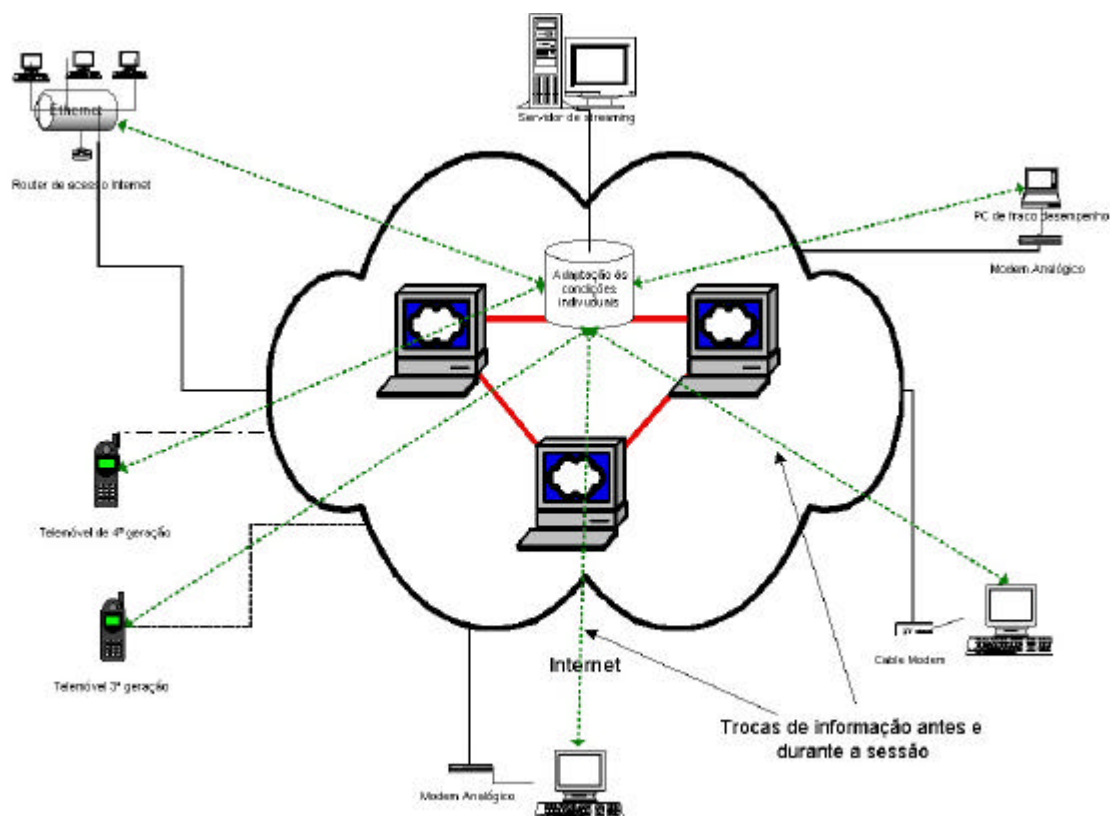 Ethernet
Servidor de streaming
Router de acesso Internet
PC de fraco desempenho
Modem Analógico
Adaptação às
condições
individuais
Telemóvel de 4ª geração
Telemóvel 3ª geração
Internet
Cable Modem
Trocas de informação antes e
durante a sessão
Modem Analógico